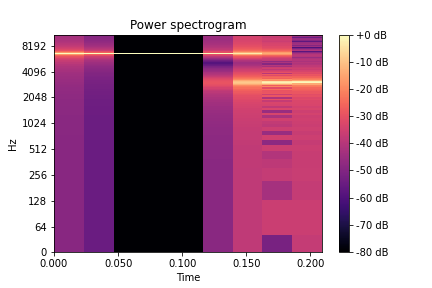 Power spectrogram
8192
4096
2048
1024
512
256
128
64
0
Hz
0.000 0.050 0.100 0.150 0.200
Time
+0 dB
-10 dB
-20 dB
-30 dB
-40 dB
-50 dB
-60 dB
-70 dB
-80 dB